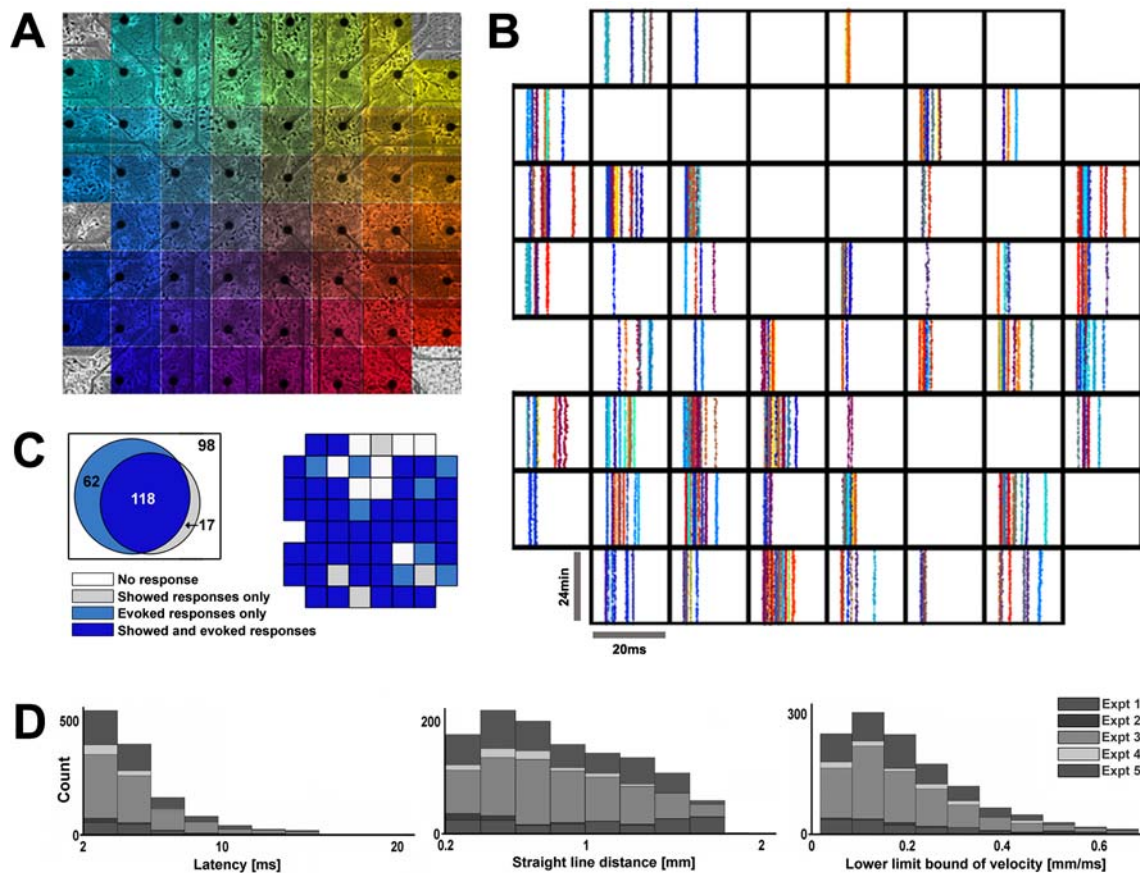 A
B
C
98
62
118
17
No response
Showed responses only
Evoked responses only
Showed and evoked responses
24min
20ms
D
500
Count
0
2
10
20
Latency [ms]
200
0
0.2
1
2
Straight line distance [mm]
300
0
0
0.2
0.4
0.6
Lower limit bound of velocity [mm/ms]
Expt 1
Expt 2
Expt 3
Expt 4
Expt 5